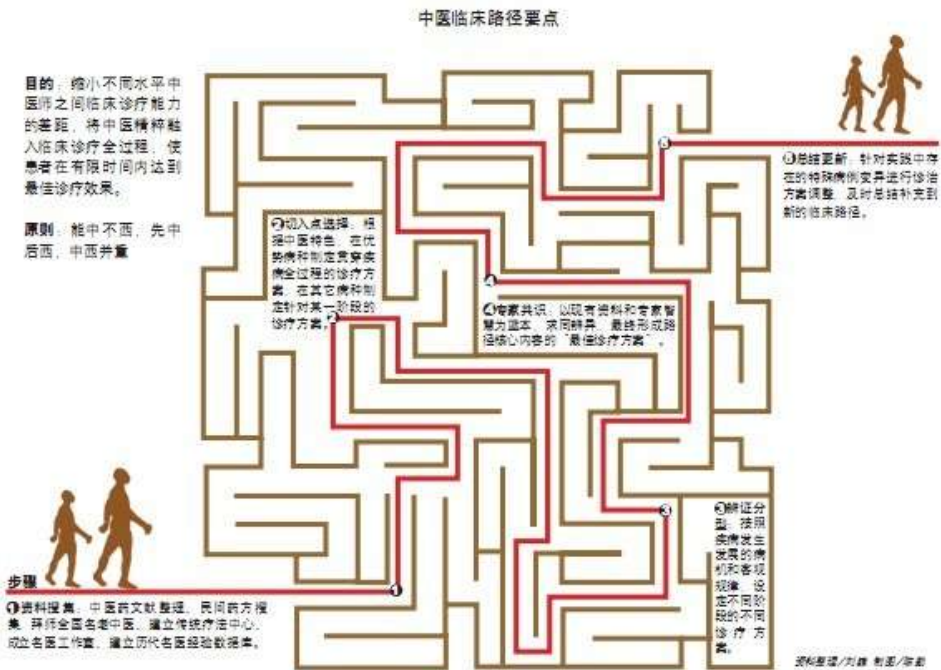 中医临床路径要点
目的：缩小不同水平中
医师之间临床诊疗能力
的差距，将中医精粹融
入临床诊疗全过程，使
患者在有限时间内达到
最佳诊疗效果。
原则：能中不西，先中
后西，中西并重
⑤总结更新：针对实践中存
在的特殊病例变异进行诊治
方案调整，及时总结补充到
新的临床路径。
②切入点选择：根
据中医特色，在优
势病种制定贯穿疾
病全过程的诊疗方
案，在其它病种制
定针对某一阶段的
诊疗方案。
④专家共识：以现有资料和专家智
慧为蓝本，求同辨异，最终形成路
径核心内容的“最佳诊疗方案”。
③辨证分
型：按照
疾病发生
发展的病
机和客观
规律，设
定不同阶
段的不同
诊疗方
案。
步骤
①资料搜集：中医药文献整理，民间药方搜
集，拜师全国名老中医，建立传统疗法中心，
成立名医工作室，建立历代名医经验数据库。
资料整理/刘 制图/